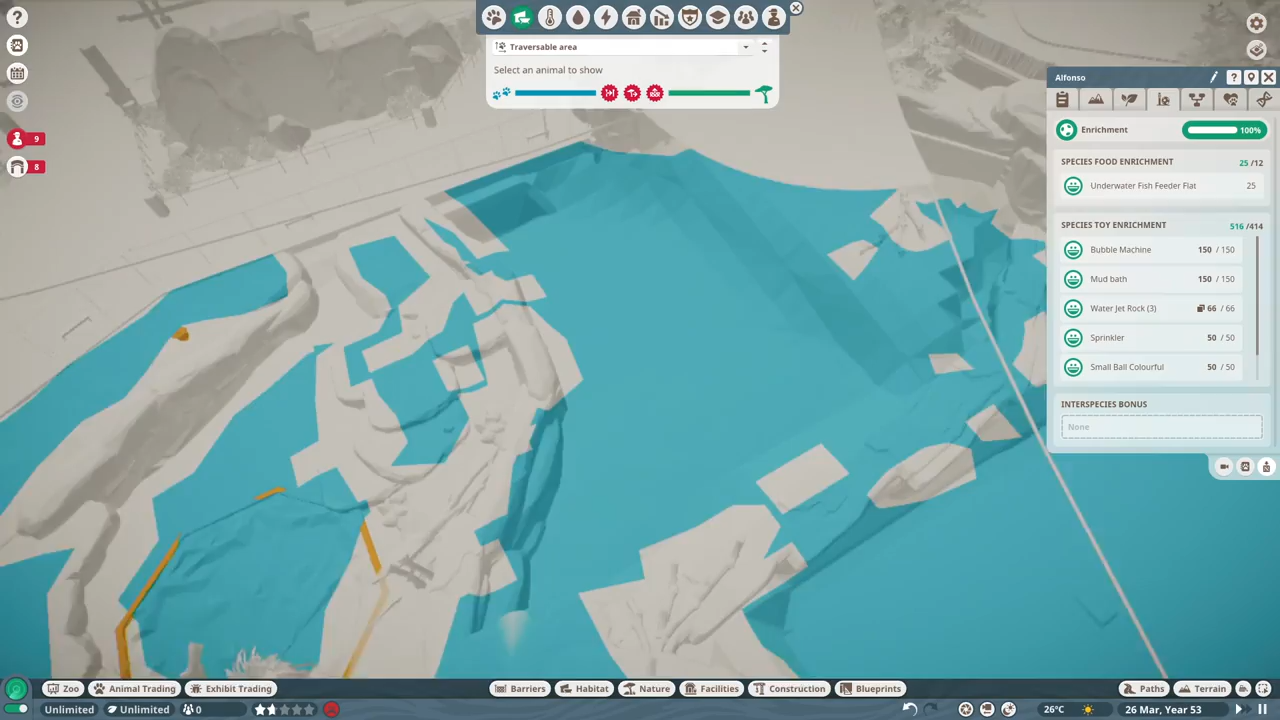 Traversable area
Select an animal to show
9
8
Alfonso
Enrichment 100%
SPECIES FOOD ENRICHMENT 25 /12
Underwater Fish Feeder Flat 25
SPECIES TOY ENRICHMENT 516 /414
Bubble Machine 150 / 150
Mud bath 150 / 150
Water Jet Rock (3) 66 / 66
Sprinkler 50 / 50
Small Ball Colourful 50 / 50
INTERSPECIES BONUS
None
Zoo Animal Trading Exhibit Trading Barriers Habitat Nature Facilities Construction Blueprints Paths Terrain
Unlimited Unlimited 0 26°C 26 Mar, Year 53